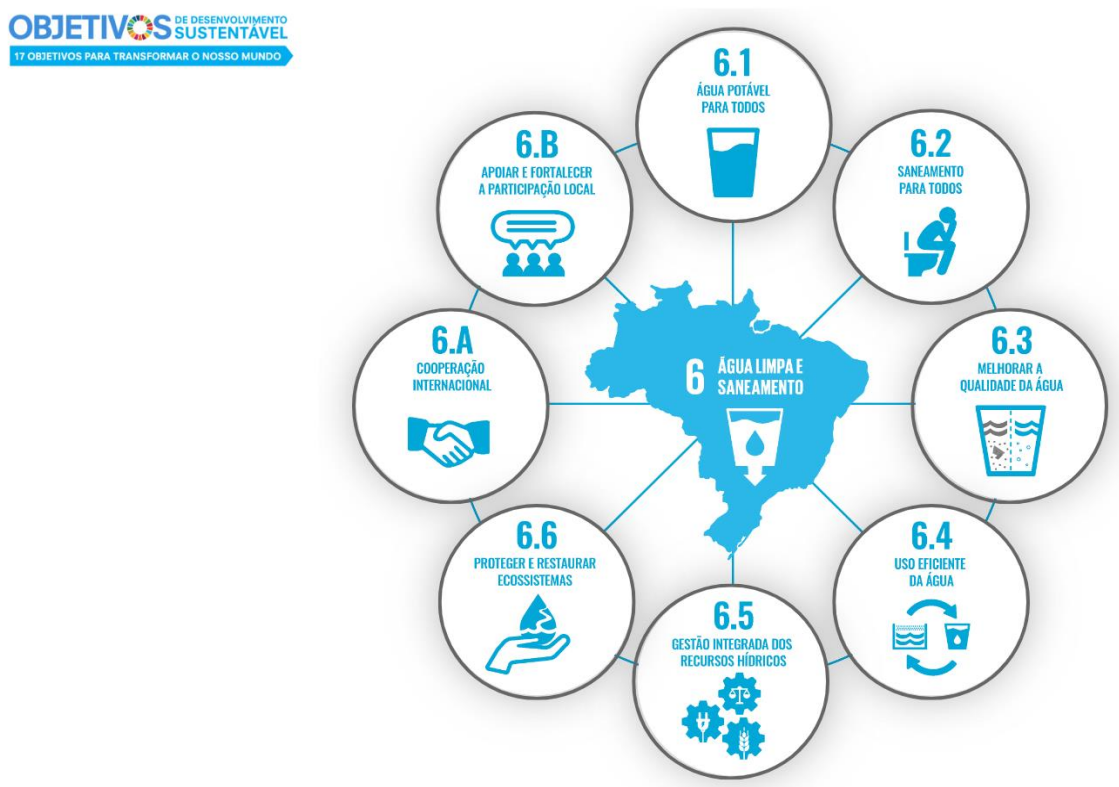 OBJETIVOS DE DESENVOLVIMENTO
SUSTENTÁVEL
17 OBJETIVOS PARA TRANSFORMAR O NOSSO MUNDO
6.1
ÁGUA POTÁVEL
PARA TODOS
6.2
SANEAMENTO
PARA TODOS
6.3
MELHORAR A
QUALIDADE DA ÁGUA
6.4
USO EFICIENTE
DA ÁGUA
6.5
GESTÃO INTEGRADA DOS
RECURSOS HÍDRICOS
6.6
PROTEGER E RESTAURAR
ECOSSISTEMAS
6.A
COOPERAÇÃO
INTERNACIONAL
6.B
APOIAR E FORTALECER
A PARTICIPAÇÃO LOCAL
6 ÁGUA LIMPA E
SANEAMENTO